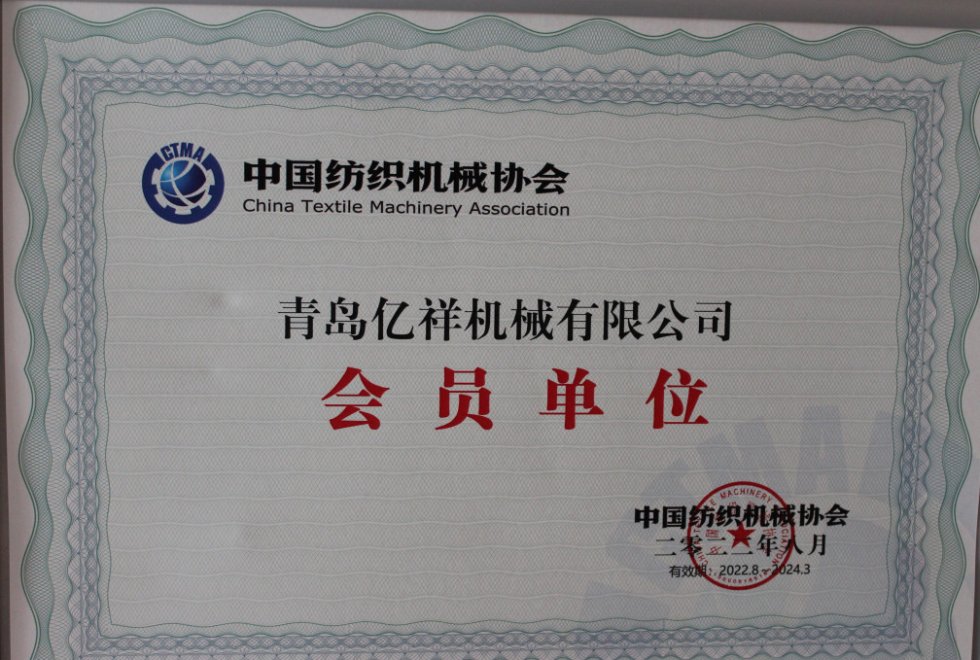 CTMA
中国纺织机械协会
China Textile Machinery Association
青岛亿祥机械有限公司
会员单位
中国纺织机械协会
二零二二年八月
有效期：2022.8～2024.3